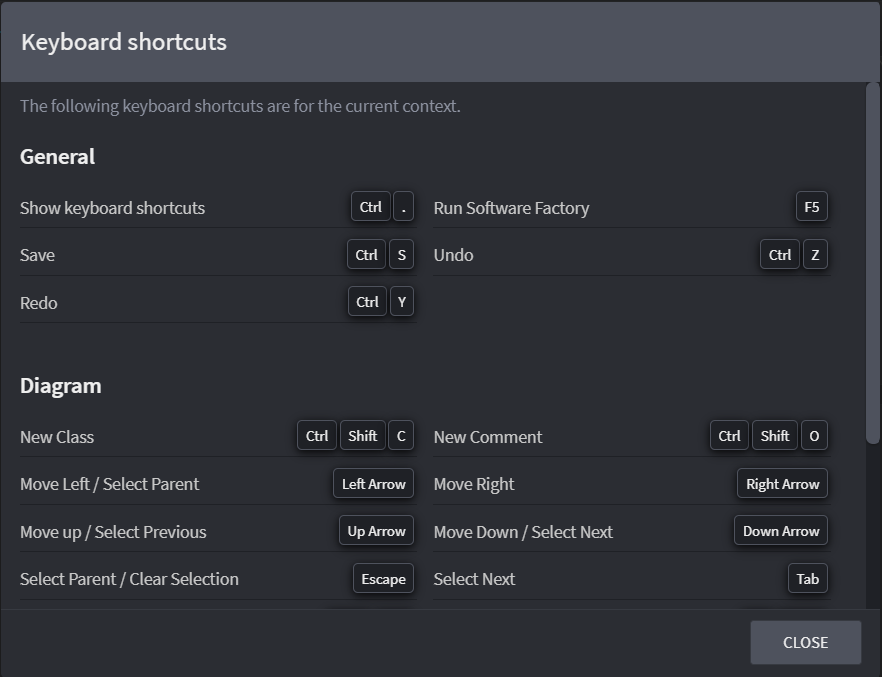 Keyboard shortcuts
The following keyboard shortcuts are for the current context.
General
Show keyboard shortcuts Ctrl . Run Software Factory F5
Save Ctrl S Undo Ctrl Z
Redo Ctrl Y
Diagram
New Class Ctrl Shift C New Comment Ctrl Shift O
Move Left / Select Parent Left Arrow Move Right Right Arrow
Move up / Select Previous Up Arrow Move Down / Select Next Down Arrow
Select Parent / Clear Selection Escape Select Next Tab
CLOSE